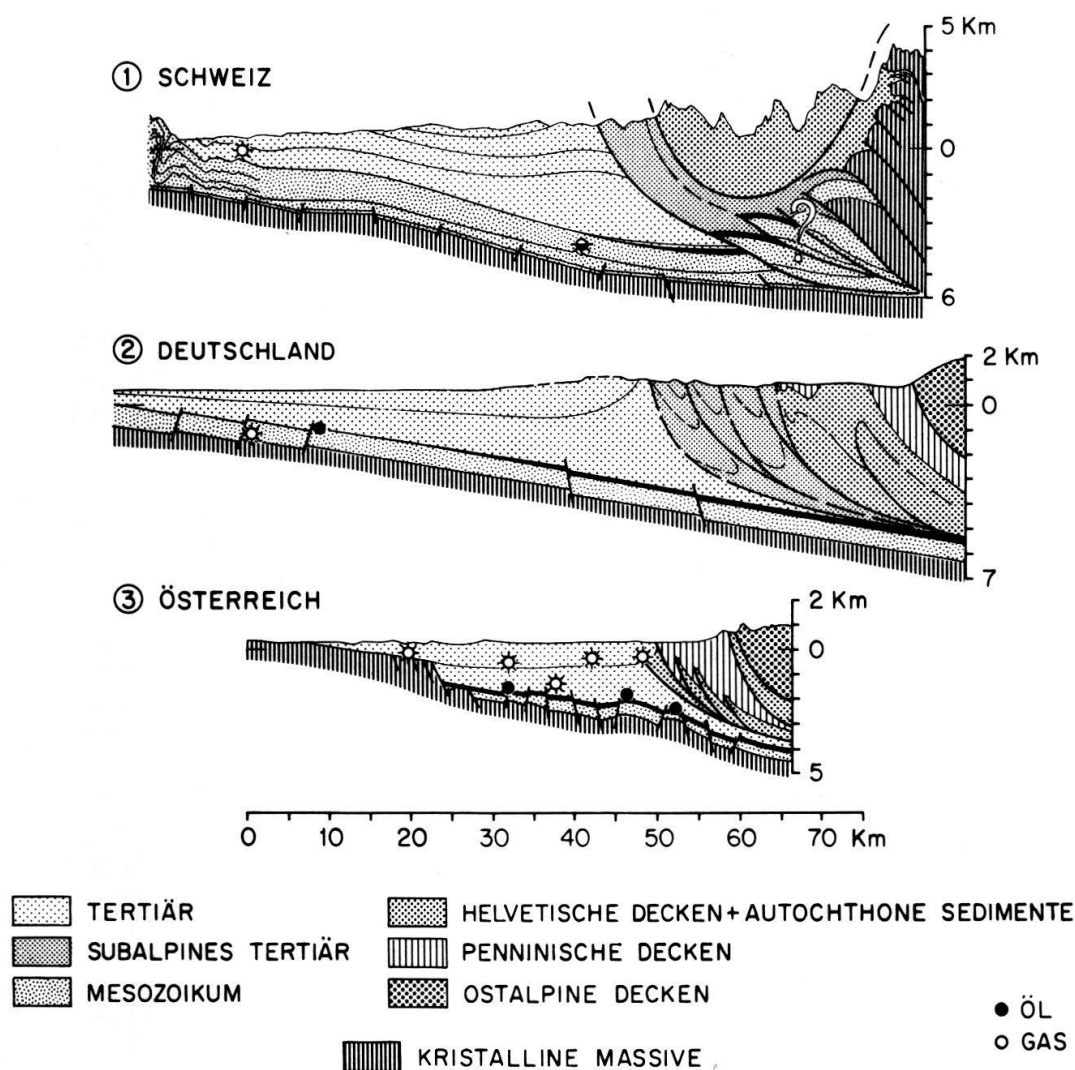 5 Km
① SCHWEIZ
0
?
6
② DEUTSCHLAND
2 Km
0
7
③ ÖSTERREICH
2 Km
0
5
0 10 20 30 40 50 60 70 Km
TERTIÄR
SUBALPINES TERTIÄR
MESOZOIKUM
HELVETISCHE DECKEN + AUTOCHTHONE SEDIMENTE
PENNINISCHE DECKEN
OSTALPINE DECKEN
ÖL
GAS
KRISTALLINE MASSIVE